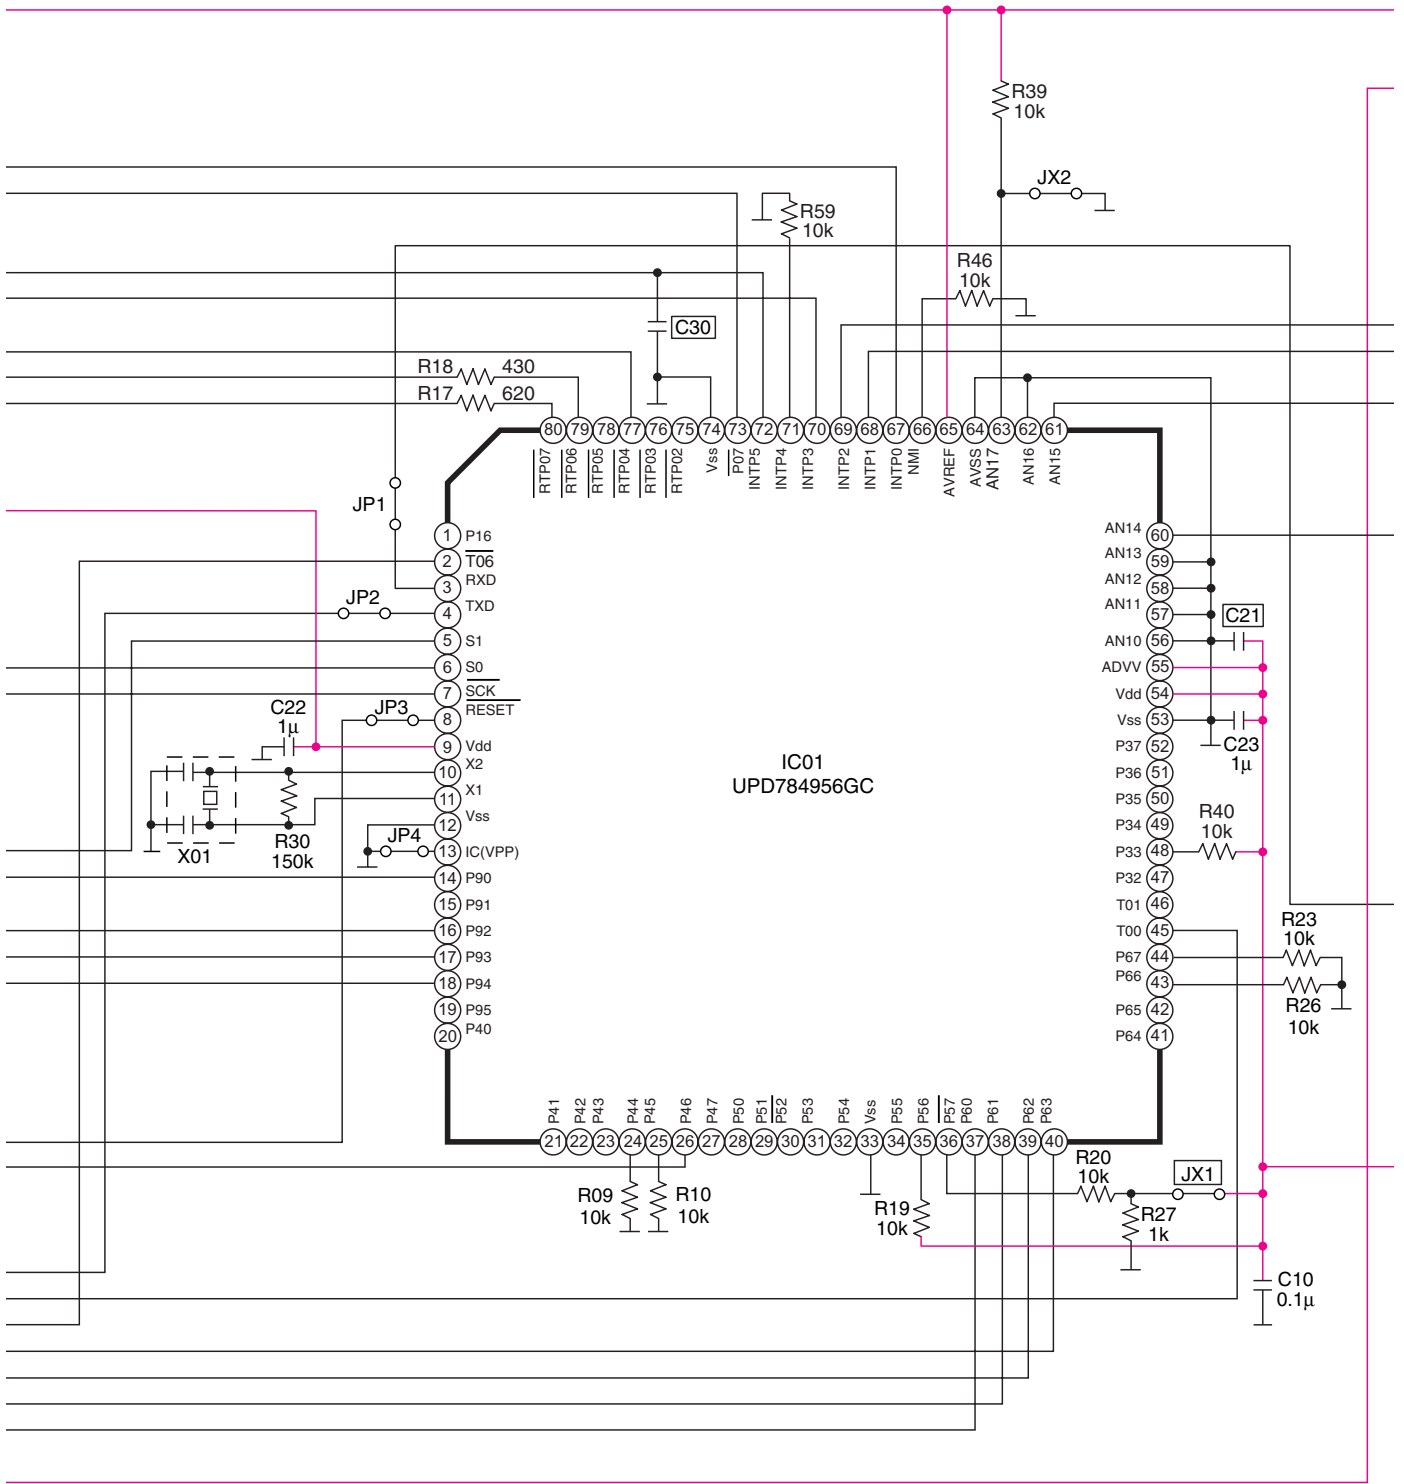 R39
10k
JX2
R59
10k
R46
10k
C30
R18 430
R17 620
80 79 78 77 76 75 74 73 72 71 70 69 68 67 66 65 64 63 62 61
RTP07 RTP06 RTP05 RTP04 RTP03 RTP02 Vss P07 INTP5 INTP4 INTP3 INTP2 INTP1 INTP0 NMI AVREF AVSS AN17 AN16 AN15
JP1
1 P16
2 T06
3 RXD
JP2
4 TXD
5 S1
6 S0
7 SCK
JP3
8 RESET
C22
1µ
9 Vdd
10 X2
11 X1
12 Vss
JP4
13 IC(VPP)
X01
R30
150k
14 P90
15 P91
16 P92
17 P93
18 P94
19 P95
20 P40
IC01
UPD784956GC
AN14 60
AN13 59
AN12 58
AN11 57
AN10 56
C21
ADVV 55
Vdd 54
Vss 53
C23
1µ
P37 52
P36 51
P35 50
P34 49
R40
10k
P33 48
P32 47
T01 46
T00 45
R23
10k
P67 44
P66 43
R26
10k
P65 42
P64 41
P41 P42 P43 P44 P45 P46 P47 P50 P51 P52 P53 P54 Vss P55 P56 P57 P60 P61 P62 P63
21 22 23 24 25 26 27 28 29 30 31 32 33 34 35 36 37 38 39 40
R09
10k
R10
10k
R19
10k
R20
10k
JX1
R27
1k
C10
0.1µ